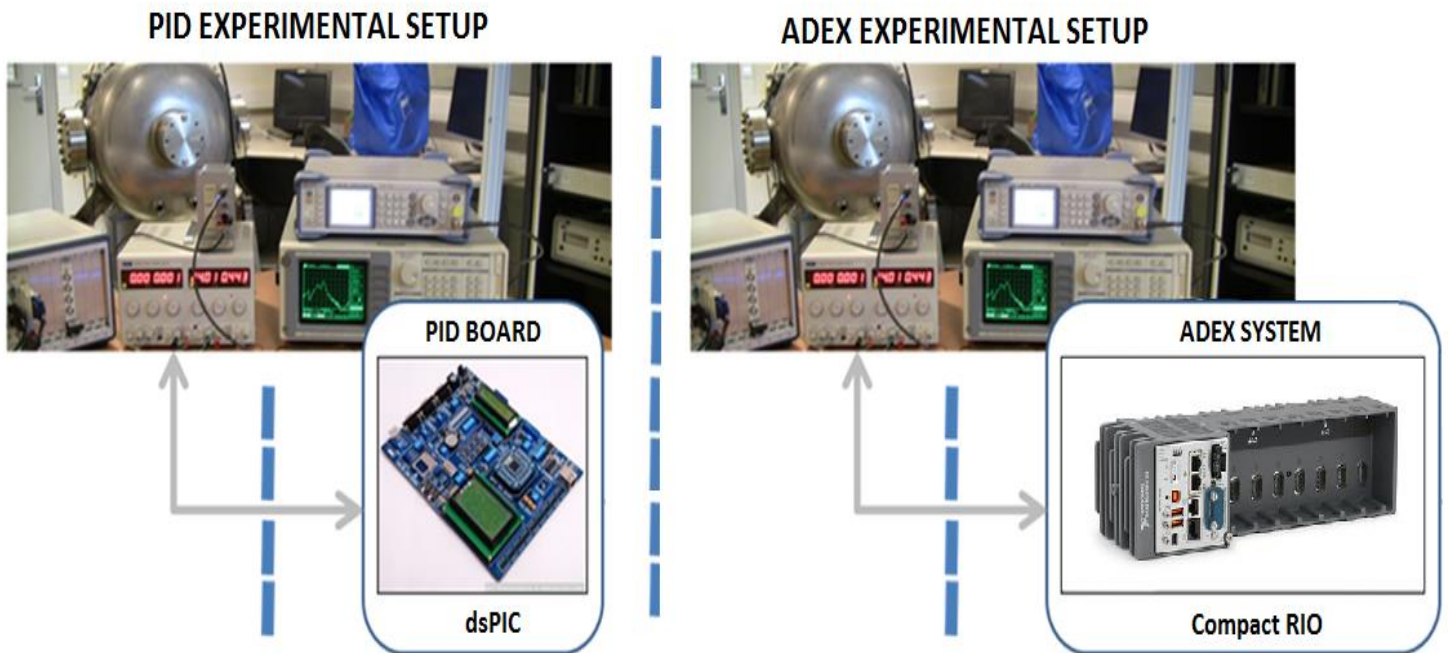 PID EXPERIMENTAL SETUP
ADEX EXPERIMENTAL SETUP
PID BOARD
dsPIC
ADEX SYSTEM
Compact RIO